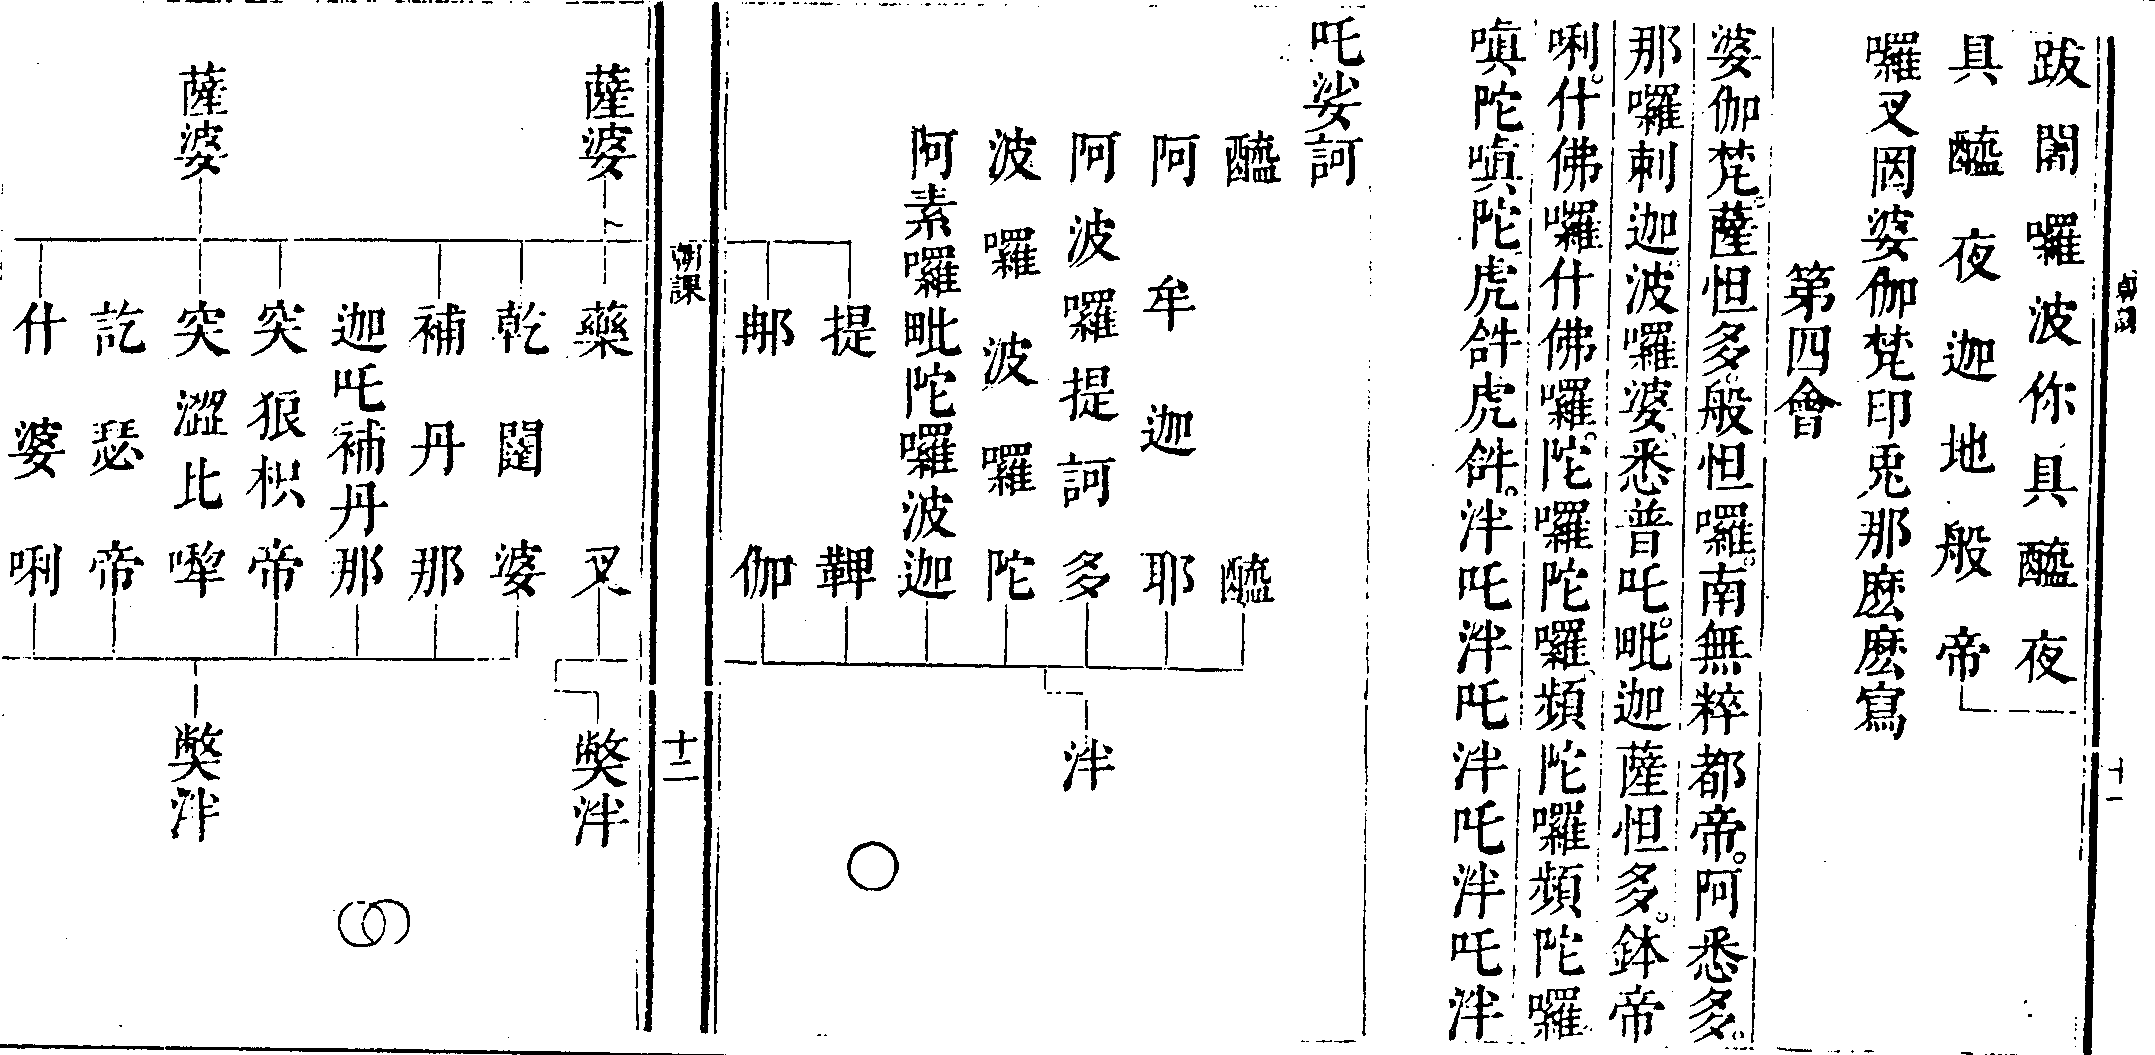 跋闍囉波你具醯夜
具醯夜迦地般帝
囉叉罔婆伽梵印兎那麼麼寫
第四會
婆伽梵。薩怛多般怛囉。南無粹都帝。阿悉多。
那囉剌迦。波囉婆悉普吒。毗迦薩怛多。鉢帝
唎。什佛囉什佛囉。陀囉陀囉。頻陀囉頻陀囉
嗔陀嗔陀。虎𤙖虎𤙖。泮吒泮吒泮吒泮吒泮
吒娑訶
醯 醯
阿牟迦 耶
阿波囉提訶 多
波囉波囉 陀
阿素囉毗陀囉波 迦
提 鞞
那 伽
泮
朝課
十二
薩婆
藥 叉
弊泮
薩婆
乾闥 婆
補丹 那
迦吒補丹 那
突狼枳 帝
突澀比 犂
訖瑟 帝
什婆 唎
弊泮